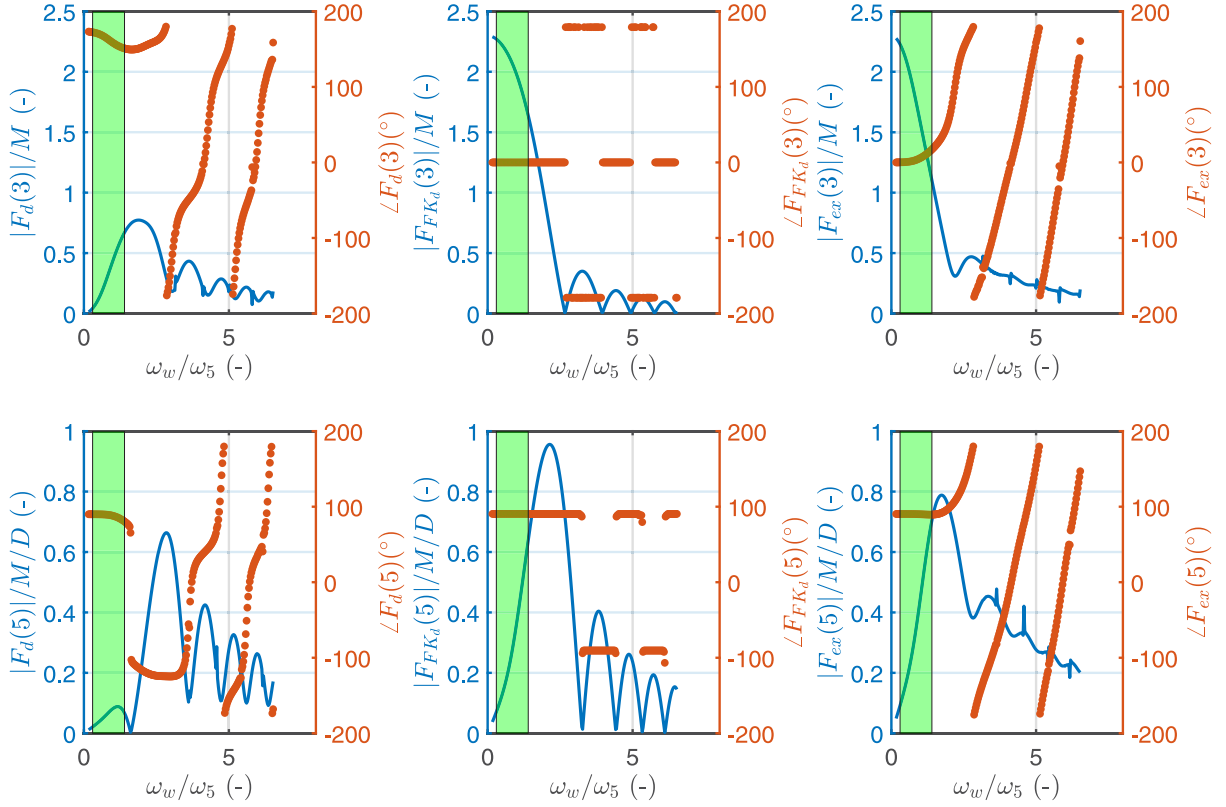 2.5 200 2.5 200 2.5 200
2 100 2 100 2 100
1.5 1.5 1.5
0 0 0
1 1 1
-100 -100 -100
0.5 0.5 0.5
0 -200 0 -200 0 -200
0 5 0 5 0 5
|F_d(3)|/M (-) ∠F_d(3)(°) |F_{FK_d}(3)|/M (-) ∠F_{FK_d}(3)(°) |F_{ex}(3)|/M (-) ∠F_{ex}(3)(°)
ω_w/ω_5 (-) ω_w/ω_5 (-) ω_w/ω_5 (-)
1 200 1 200 1 200
0.8 100 0.8 100 0.8 100
0.6 0.6 0.6
0 0 0
0.4 0.4 0.4
-100 -100 -100
0.2 0.2 0.2
0 -200 0 -200 0 -200
0 5 0 5 0 5
|F_d(5)|/M/D (-) ∠F_d(5)(°) |F_{FK_d}(5)|/M/D (-) ∠F_{FK_d}(5)(°) |F_{ex}(5)|/M/D (-) ∠F_{ex}(5)(°)
ω_w/ω_5 (-) ω_w/ω_5 (-) ω_w/ω_5 (-)